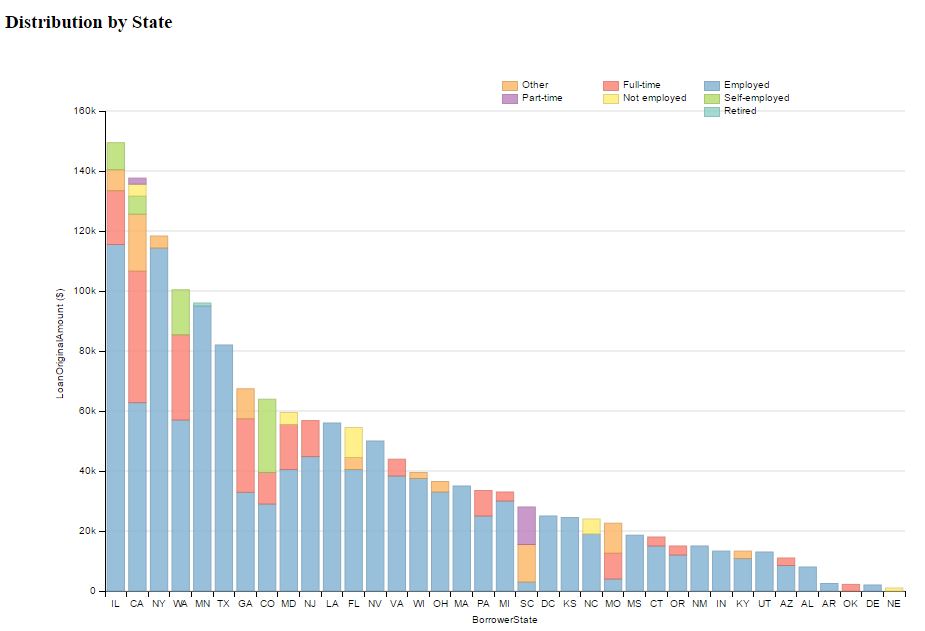 Distribution by State
Other Full-time Employed
Part-time Not employed Self-employed
Retired
160k
140k
120k
100k
80k
60k
40k
20k
0
LoanOriginalAmount ($)
IL CA NY WA MN TX GA CO MD NJ LA FL NV VA WI OH MA PA MI SC DC KS NC MO MS CT OR NM IN KY UT AZ AL AR OK DE NE
BorrowerState